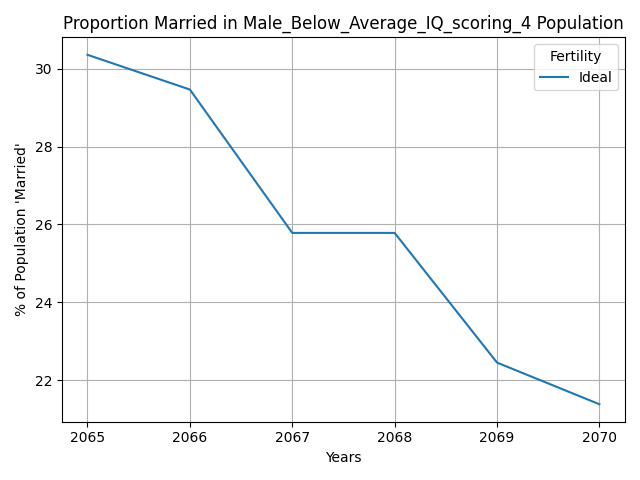 Proportion Married in Male_Below_Average_IQ_scoring_4 Population
Fertility
Ideal
% of Population 'Married'
30
28
26
24
22
2065 2066 2067 2068 2069 2070
Years